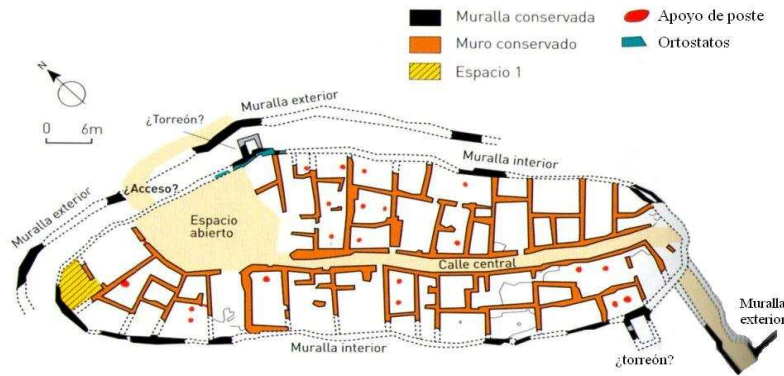 Muralla conservada
Muro conservado
Espacio 1
Apoyo de poste
Ortostatos
N
0 6m
¿Torreón?
Muralla exterior
¿Acceso?
Muralla exterior
Muralla interior
Espacio
abierto
Calle central
Muralla interior
¿torreón?
Muralla
exterior